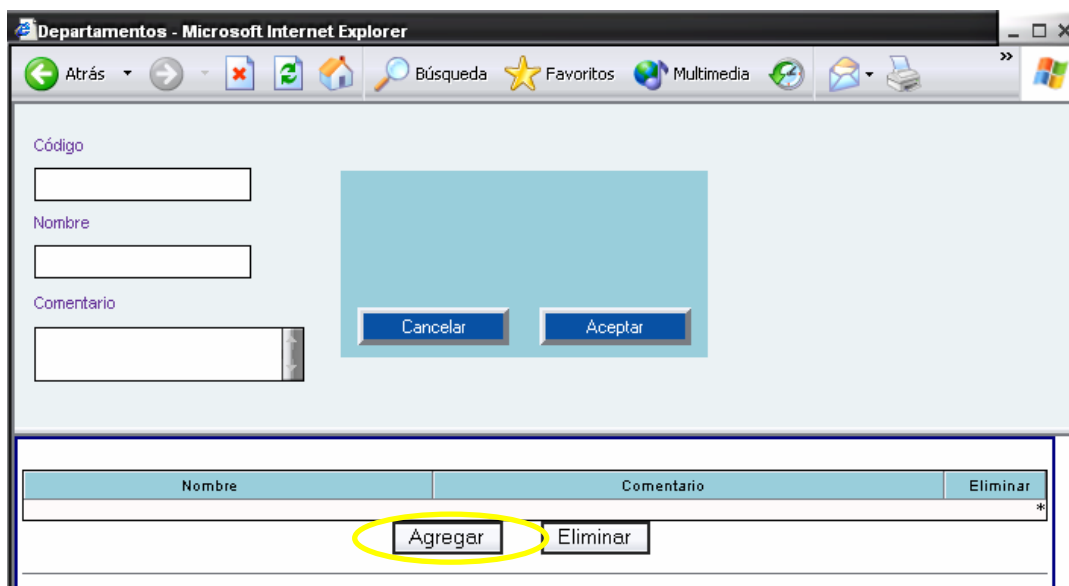 Departamentos - Microsoft Internet Explorer
Atrás Búsqueda Favoritos Multimedia »
Código
Nombre
Comentario
Cancelar Aceptar
Nombre Comentario Eliminar
*
Agregar Eliminar